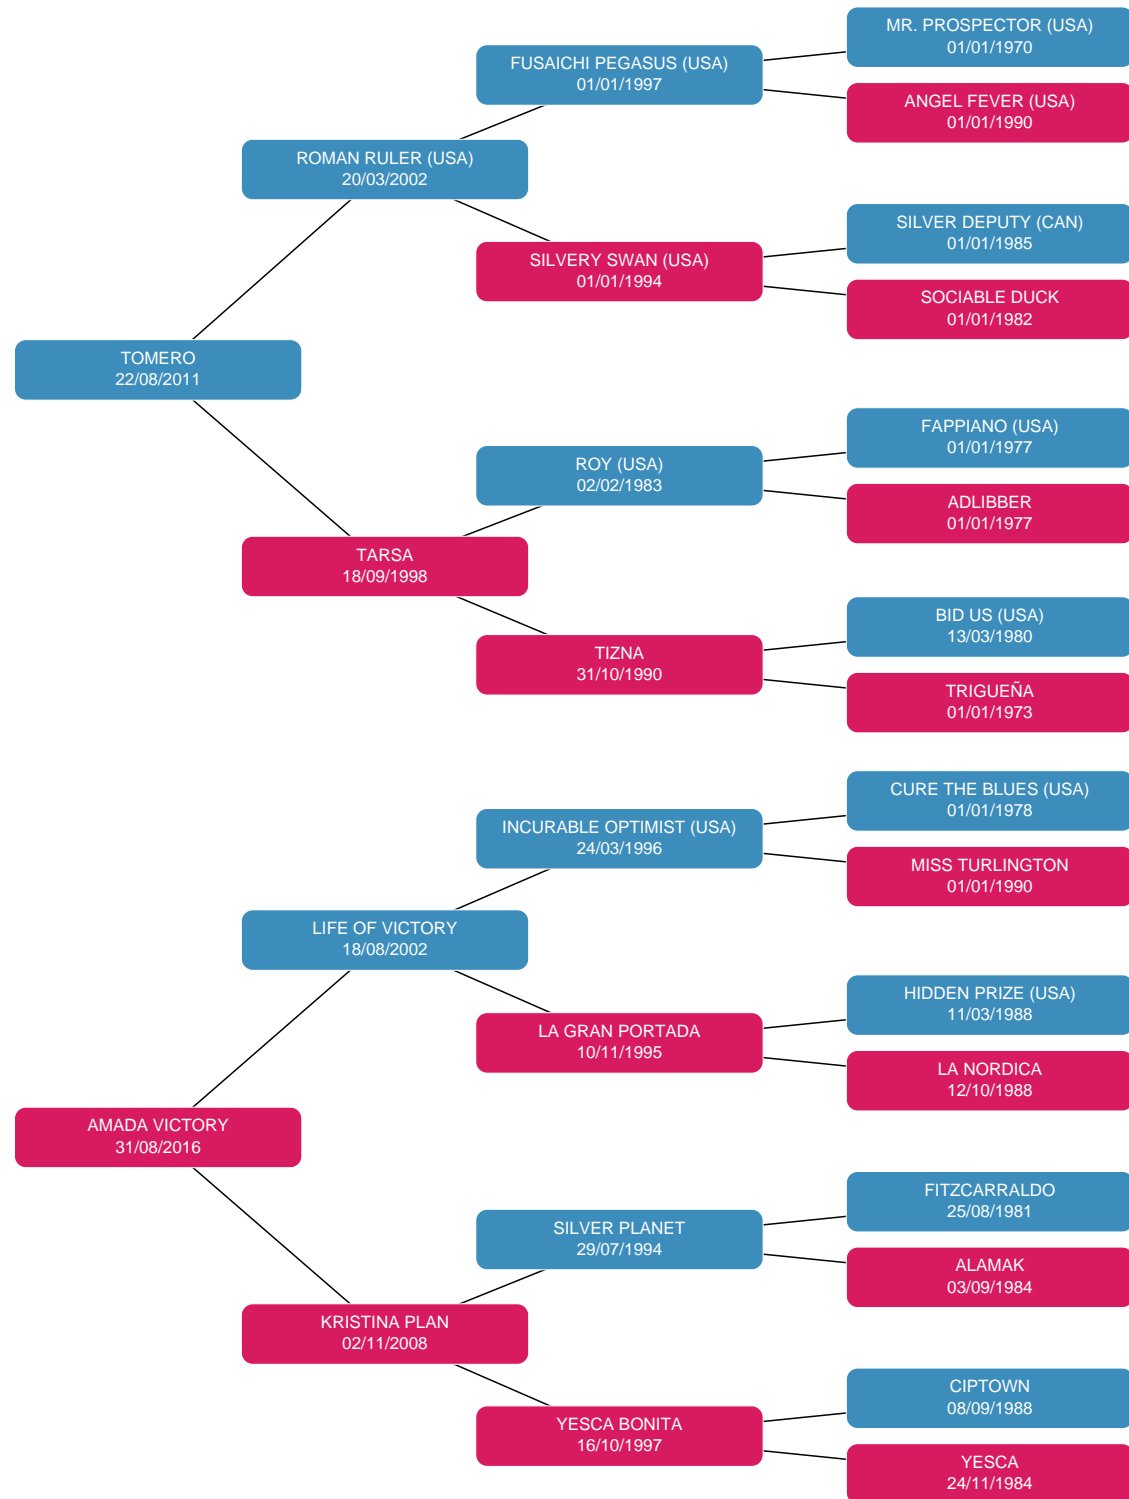 MR. PROSPECTOR (USA)
01/01/1970
FUSAICHI PEGASUS (USA)
01/01/1997
ANGEL FEVER (USA)
01/01/1990
ROMAN RULER (USA)
20/03/2002
SILVER DEPUTY (CAN)
01/01/1985
SILVERY SWAN (USA)
01/01/1994
SOCIABLE DUCK
01/01/1982
TOMERO
22/08/2011
FAPPIANO (USA)
01/01/1977
ROY (USA)
02/02/1983
ADLIBBER
01/01/1977
TARSA
18/09/1998
BID US (USA)
13/03/1980
TIZNA
31/10/1990
TRIGUEÑA
01/01/1973
CURE THE BLUES (USA)
01/01/1978
INCURABLE OPTIMIST (USA)
24/03/1996
MISS TURLINGTON
01/01/1990
LIFE OF VICTORY
18/08/2002
HIDDEN PRIZE (USA)
11/03/1988
LA GRAN PORTADA
10/11/1995
LA NORDICA
12/10/1988
AMADA VICTORY
31/08/2016
FITZCARRALDO
25/08/1981
SILVER PLANET
29/07/1994
ALAMAK
03/09/1984
KRISTINA PLAN
02/11/2008
CIPTOWN
08/09/1988
YESCA BONITA
16/10/1997
YESCA
24/11/1984